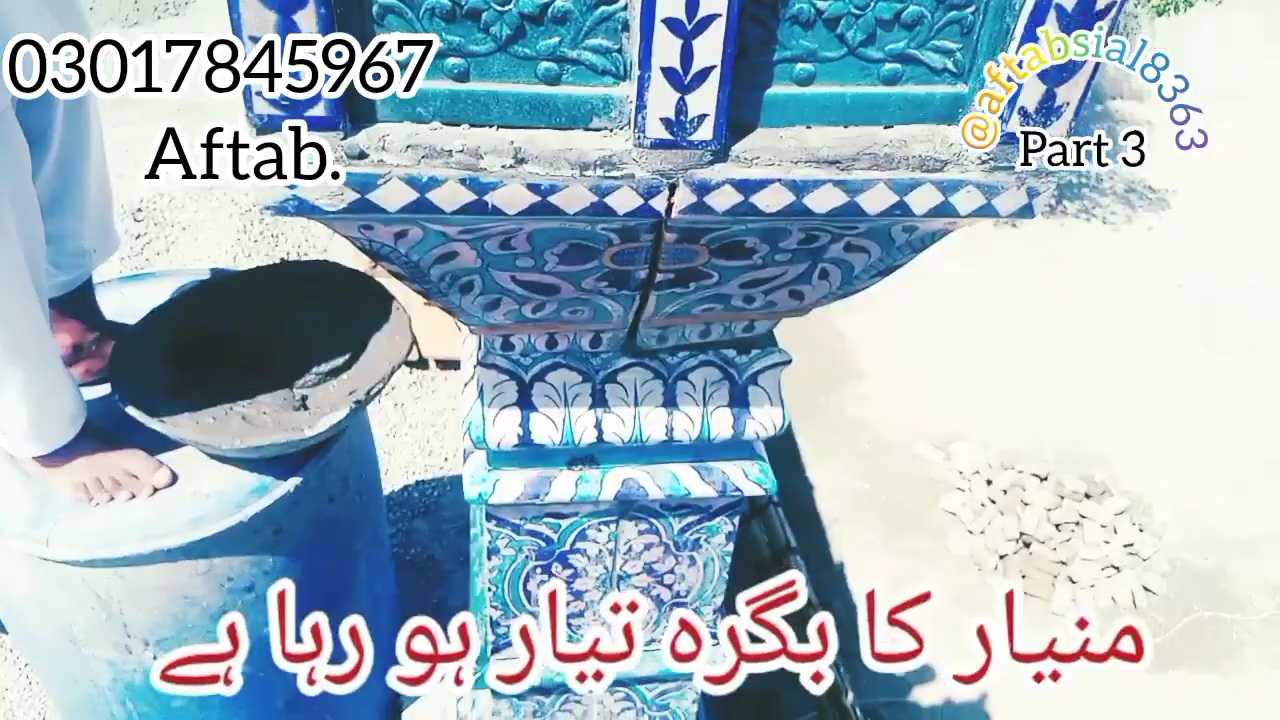 03017845967
Aftab.
@aftabsial8363
Part 3
منیار کا بگرہ تیار ہو رہا ہے